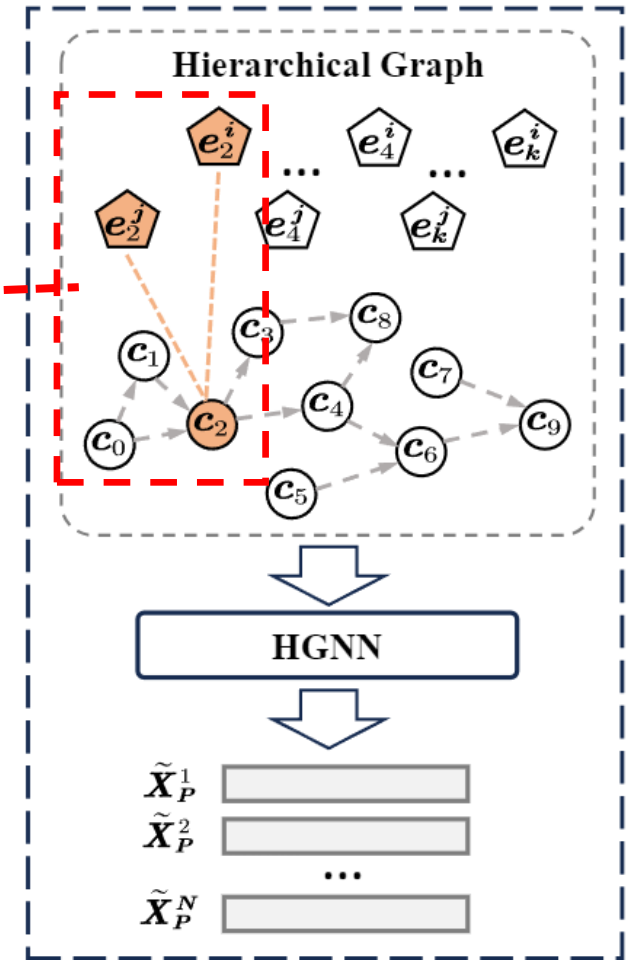 Hierarchical Graph
e_2^i ... e_4^i ... e_k^i
e_2^j e_4^j e_k^j
c_3 c_8
c_1 c_7
c_2 c_4 c_9
c_0 c_6
c_5
HGNN
X̃_P^1
X̃_P^2
...
X̃_P^N